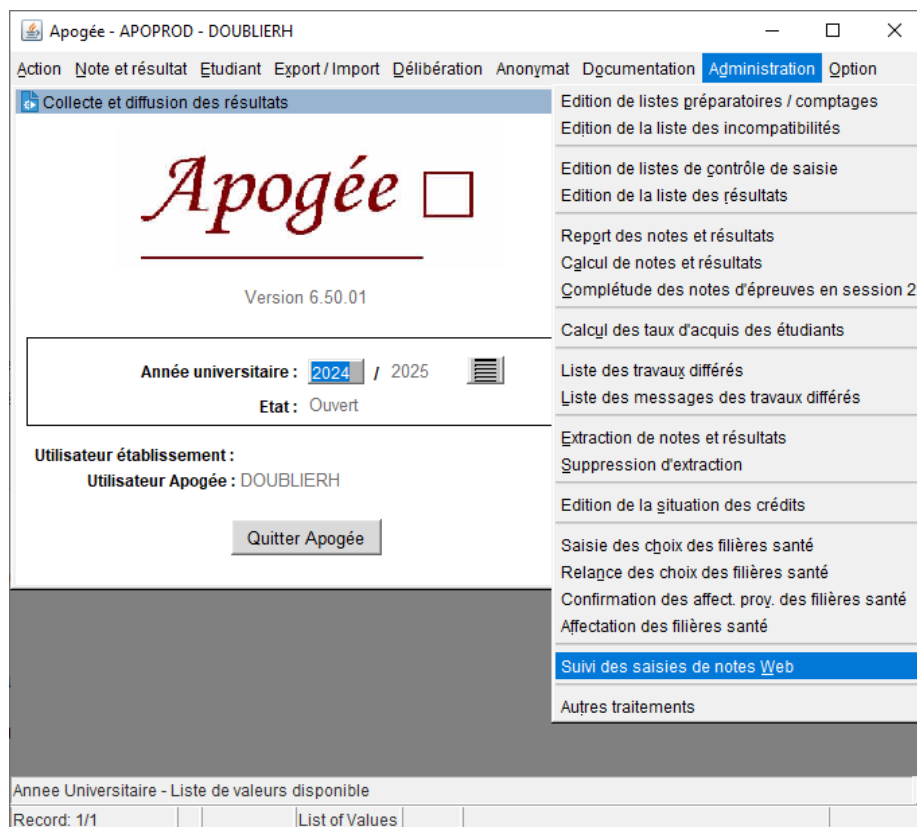 Apogée - APOPROD - DOUBLIERH
Action Note et résultat Etudiant Export / Import Délibération Anonymat Documentation Administration Option
Collecte et diffusion des résultats
Apogée
Version 6.50.01
Année universitaire : 2024 / 2025
Etat : Ouvert
Utilisateur établissement :
Utilisateur Apogée : DOUBLIERH
Quitter Apogée
Edition de listes préparatoires / comptages
Edition de la liste des incompatibilités
Edition de listes de contrôle de saisie
Edition de la liste des résultats
Report des notes et résultats
Calcul de notes et résultats
Complétude des notes d'épreuves en session 2
Calcul des taux d'acquis des étudiants
Liste des travaux différés
Liste des messages des travaux différés
Extraction de notes et résultats
Suppression d'extraction
Edition de la situation des crédits
Saisie des choix des filières santé
Relance des choix des filières santé
Confirmation des affect. prov. des filières santé
Affectation des filières santé
Suivi des saisies de notes Web
Autres traitements
Annee Universitaire - Liste de valeurs disponible
Record: 1/1 List of Values